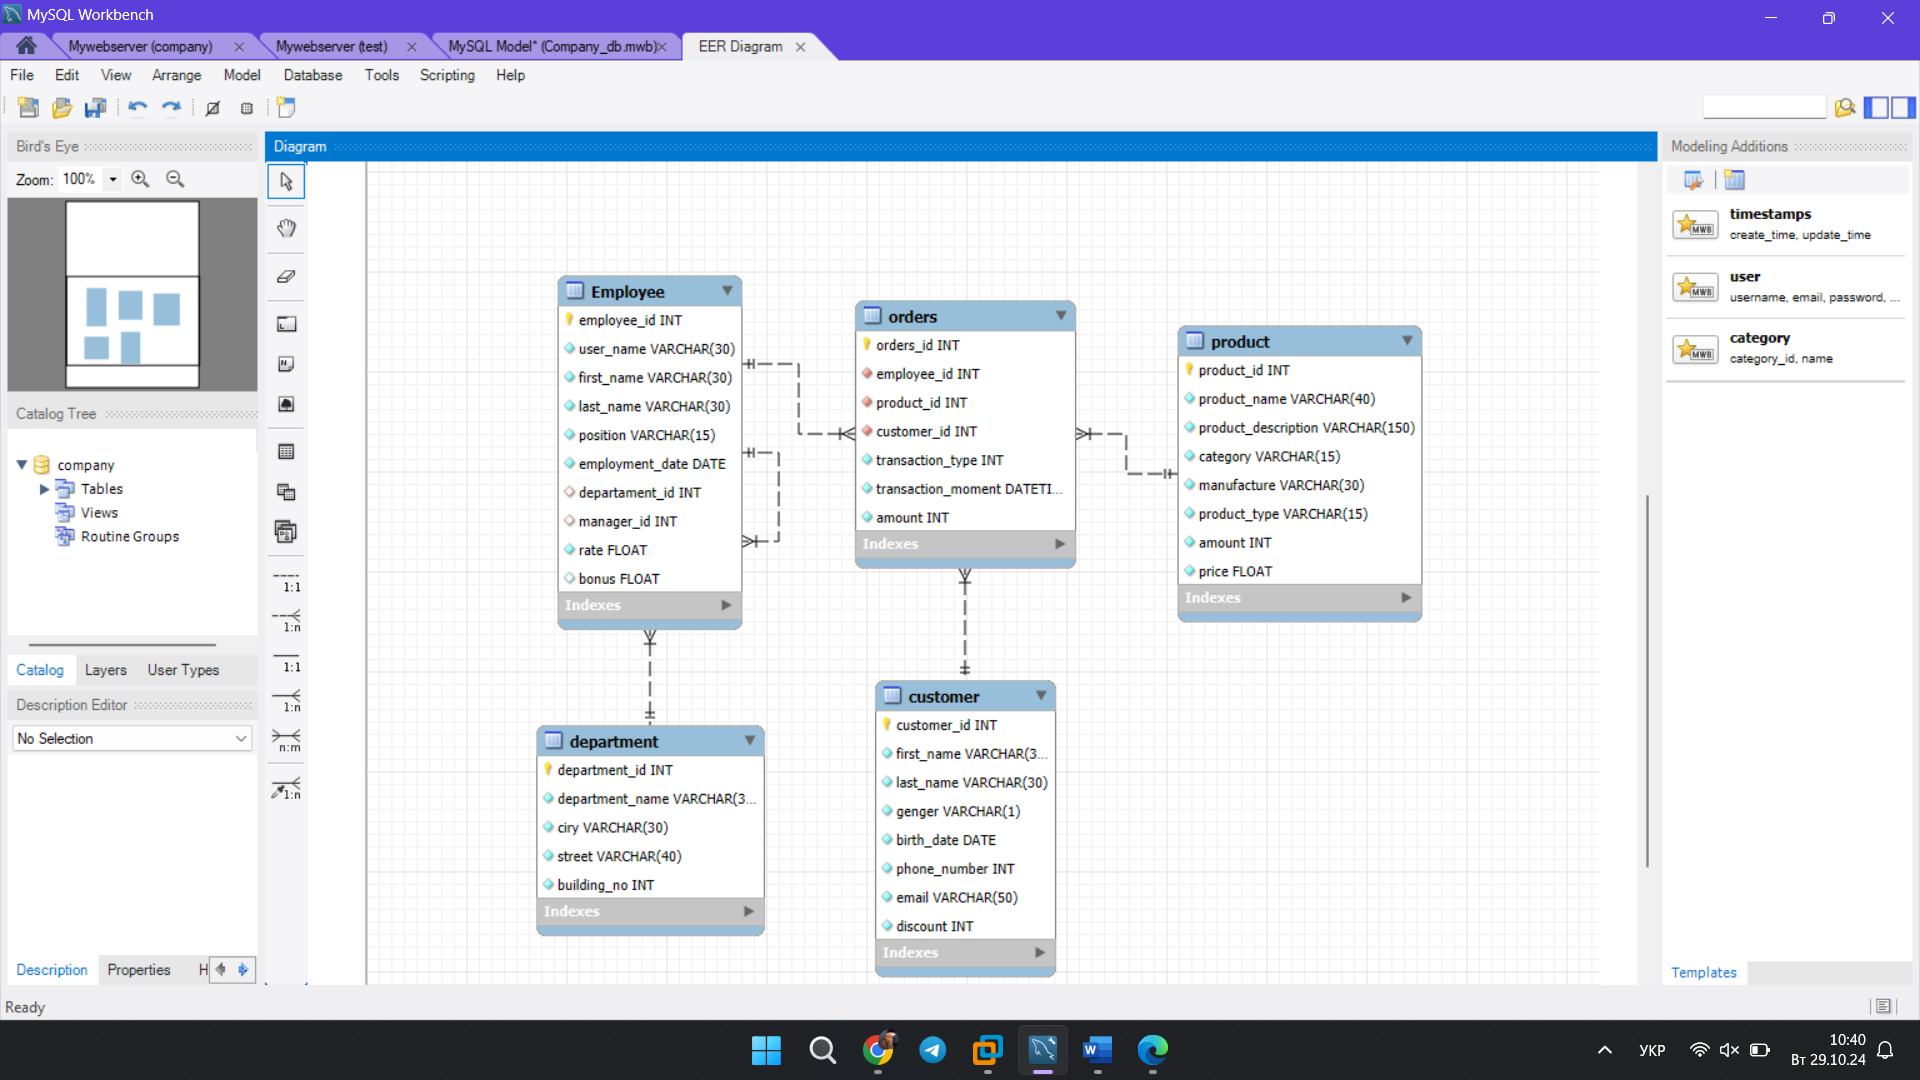 MySQL Workbench
Mywebserver (company)
Mywebserver (test)
MySQL Model* (Company_db.mwb)
EER Diagram
File Edit View Arrange Model Database Tools Scripting Help
Bird's Eye
Zoom: 100%
Catalog Tree
company
Tables
Views
Routine Groups
Catalog Layers User Types
Description Editor
No Selection
Description Properties H
Ready
Diagram
1:1
1:n
1:1
1:n
n:m
1:n
Employee
employee_id INT
user_name VARCHAR(30)
first_name VARCHAR(30)
last_name VARCHAR(30)
position VARCHAR(15)
employment_date DATE
departament_id INT
manager_id INT
rate FLOAT
bonus FLOAT
Indexes
orders
orders_id INT
employee_id INT
product_id INT
customer_id INT
transaction_type INT
transaction_moment DATETI...
amount INT
Indexes
product
product_id INT
product_name VARCHAR(40)
product_description VARCHAR(150)
category VARCHAR(15)
manufacture VARCHAR(30)
product_type VARCHAR(15)
amount INT
price FLOAT
Indexes
department
department_id INT
department_name VARCHAR(3...
ciry VARCHAR(30)
street VARCHAR(40)
building_no INT
Indexes
customer
customer_id INT
first_name VARCHAR(3...
last_name VARCHAR(30)
genger VARCHAR(1)
birth_date DATE
phone_number INT
email VARCHAR(50)
discount INT
Indexes
Modeling Additions
MWB
timestamps
create_time, update_time
MWB
user
username, email, password, ...
MWB
category
category_id, name
Templates
W
УКР
10:40
Вт 29.10.24